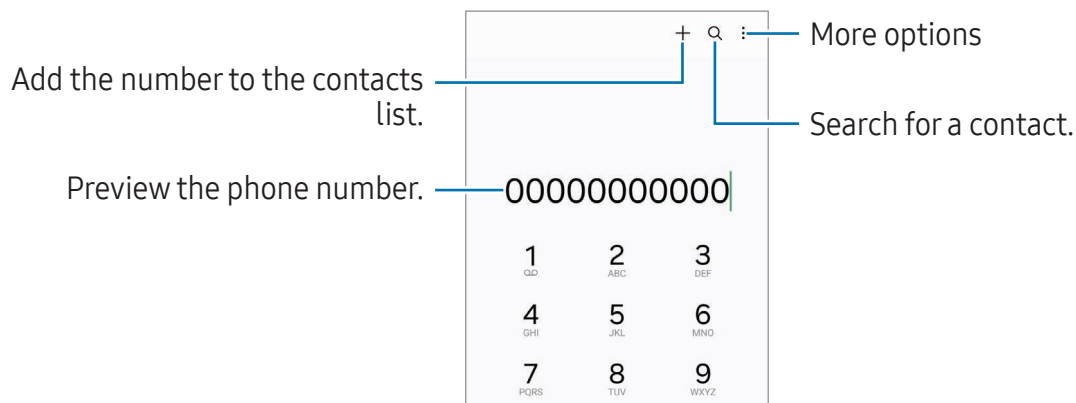 More options
Add the number to the contacts
list.
Search for a contact.
Preview the phone number.
00000000000
1 2 3
ABC DEF
4 5 6
GHI JKL MNO
7 8 9
PQRS TUV WXYZ